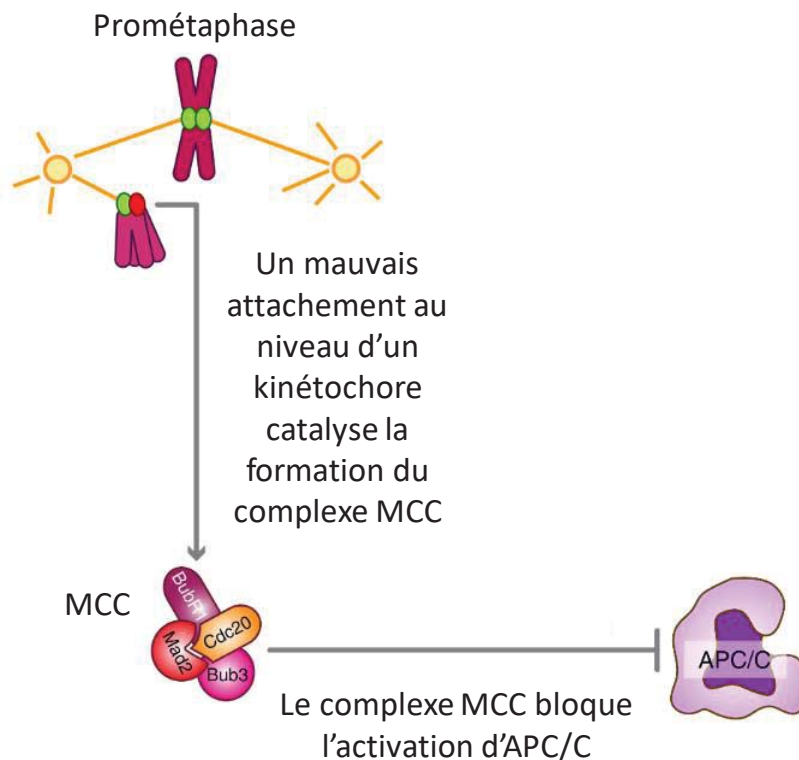 Prométaphase
Un mauvais
attachement au
niveau d'un
kinétochore
catalyse la
formation du
complexe MCC
MCC
BubR1
Cdc20
Mad2
Bub3
APC/C
Le complexe MCC bloque
l'activation d'APC/C